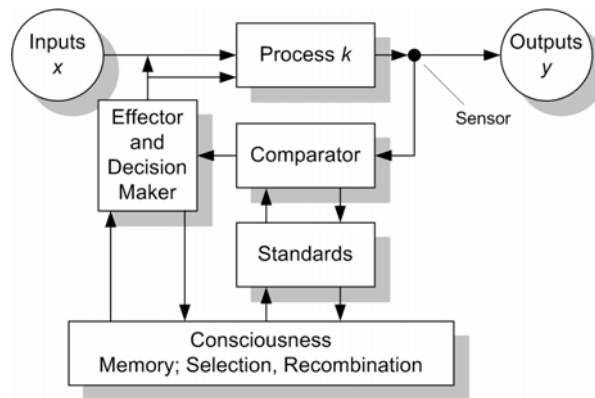 Inputs
x
Process k
Outputs
y
Sensor
Effector
and
Decision
Maker
Comparator
Standards
Consciousness
Memory; Selection, Recombination